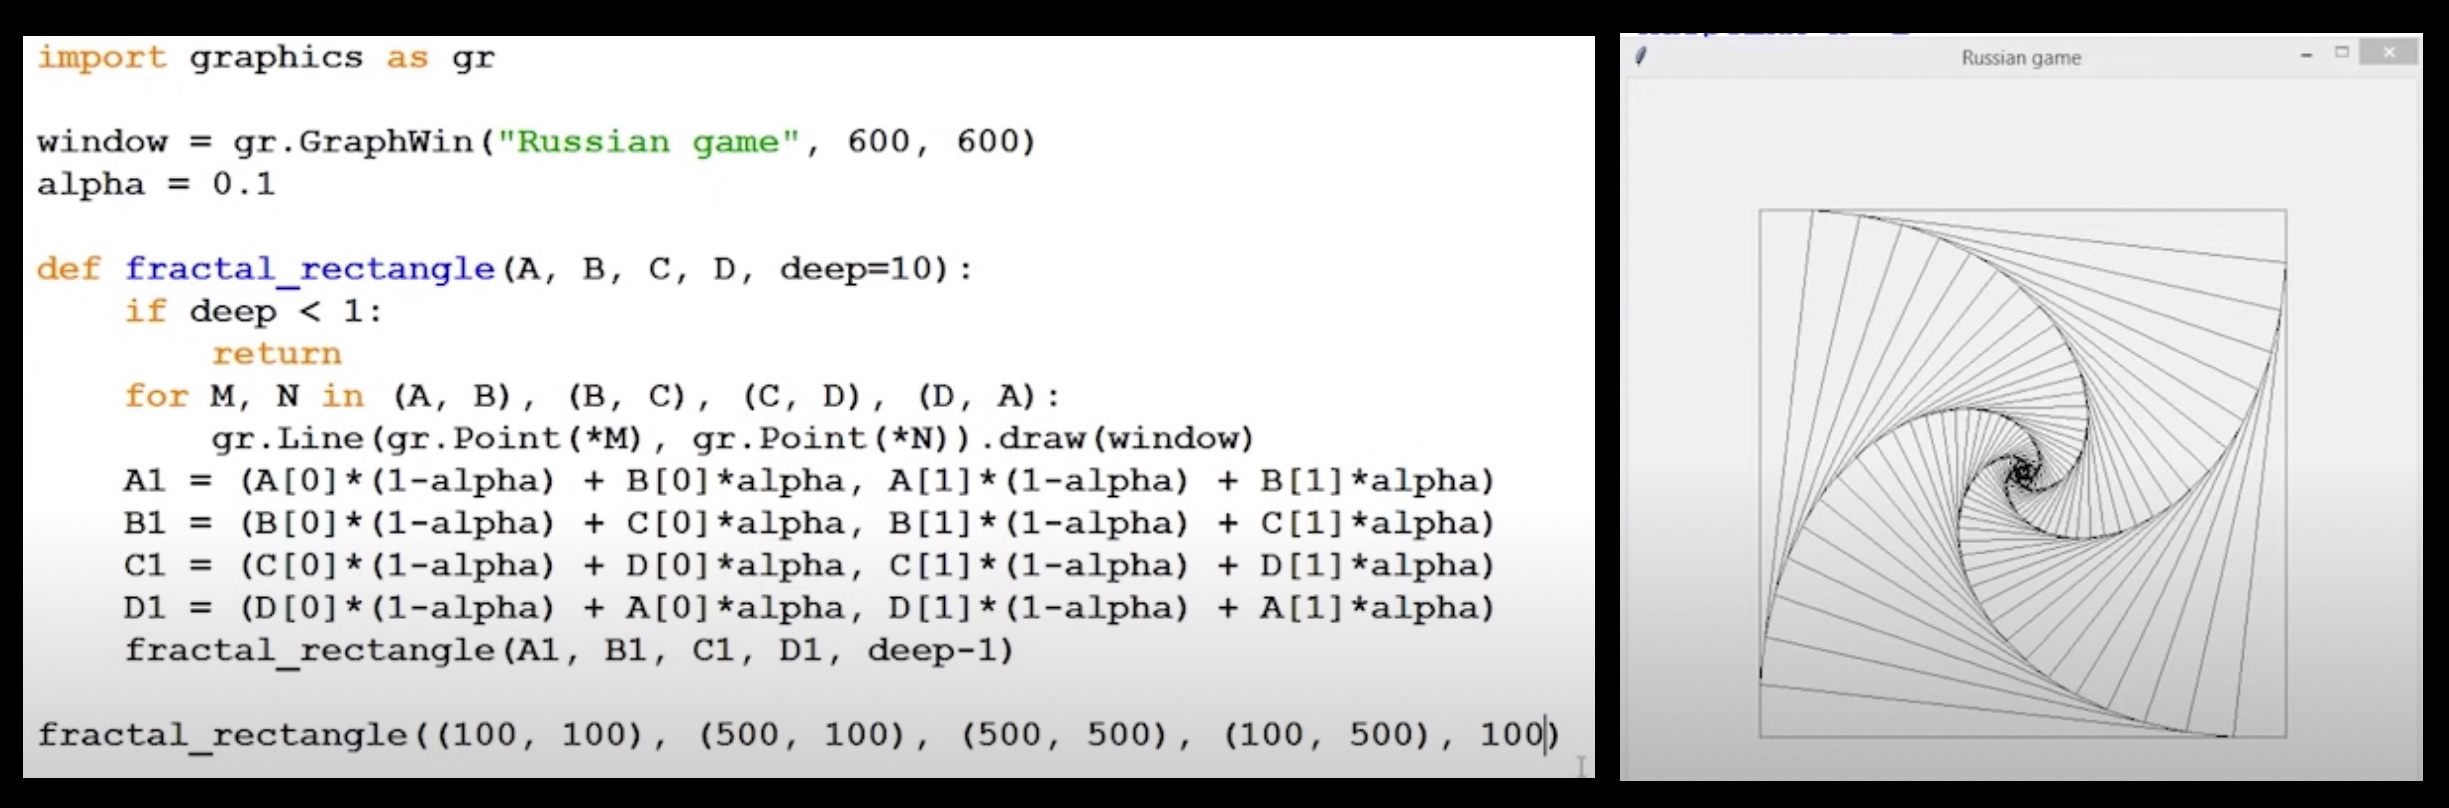 import graphics as gr
window = gr.GraphWin("Russian game", 600, 600)
alpha = 0.1
def fractal_rectangle(A, B, C, D, deep=10):
    if deep < 1:
        return
    for M, N in (A, B), (B, C), (C, D), (D, A):
        gr.Line(gr.Point(*M), gr.Point(*N)).draw(window)
    A1 = (A[0]*(1-alpha) + B[0]*alpha, A[1]*(1-alpha) + B[1]*alpha)
    B1 = (B[0]*(1-alpha) + C[0]*alpha, B[1]*(1-alpha) + C[1]*alpha)
    C1 = (C[0]*(1-alpha) + D[0]*alpha, C[1]*(1-alpha) + D[1]*alpha)
    D1 = (D[0]*(1-alpha) + A[0]*alpha, D[1]*(1-alpha) + A[1]*alpha)
    fractal_rectangle(A1, B1, C1, D1, deep-1)
fractal_rectangle((100, 100), (500, 100), (500, 500), (100, 500), 100)
Russian game